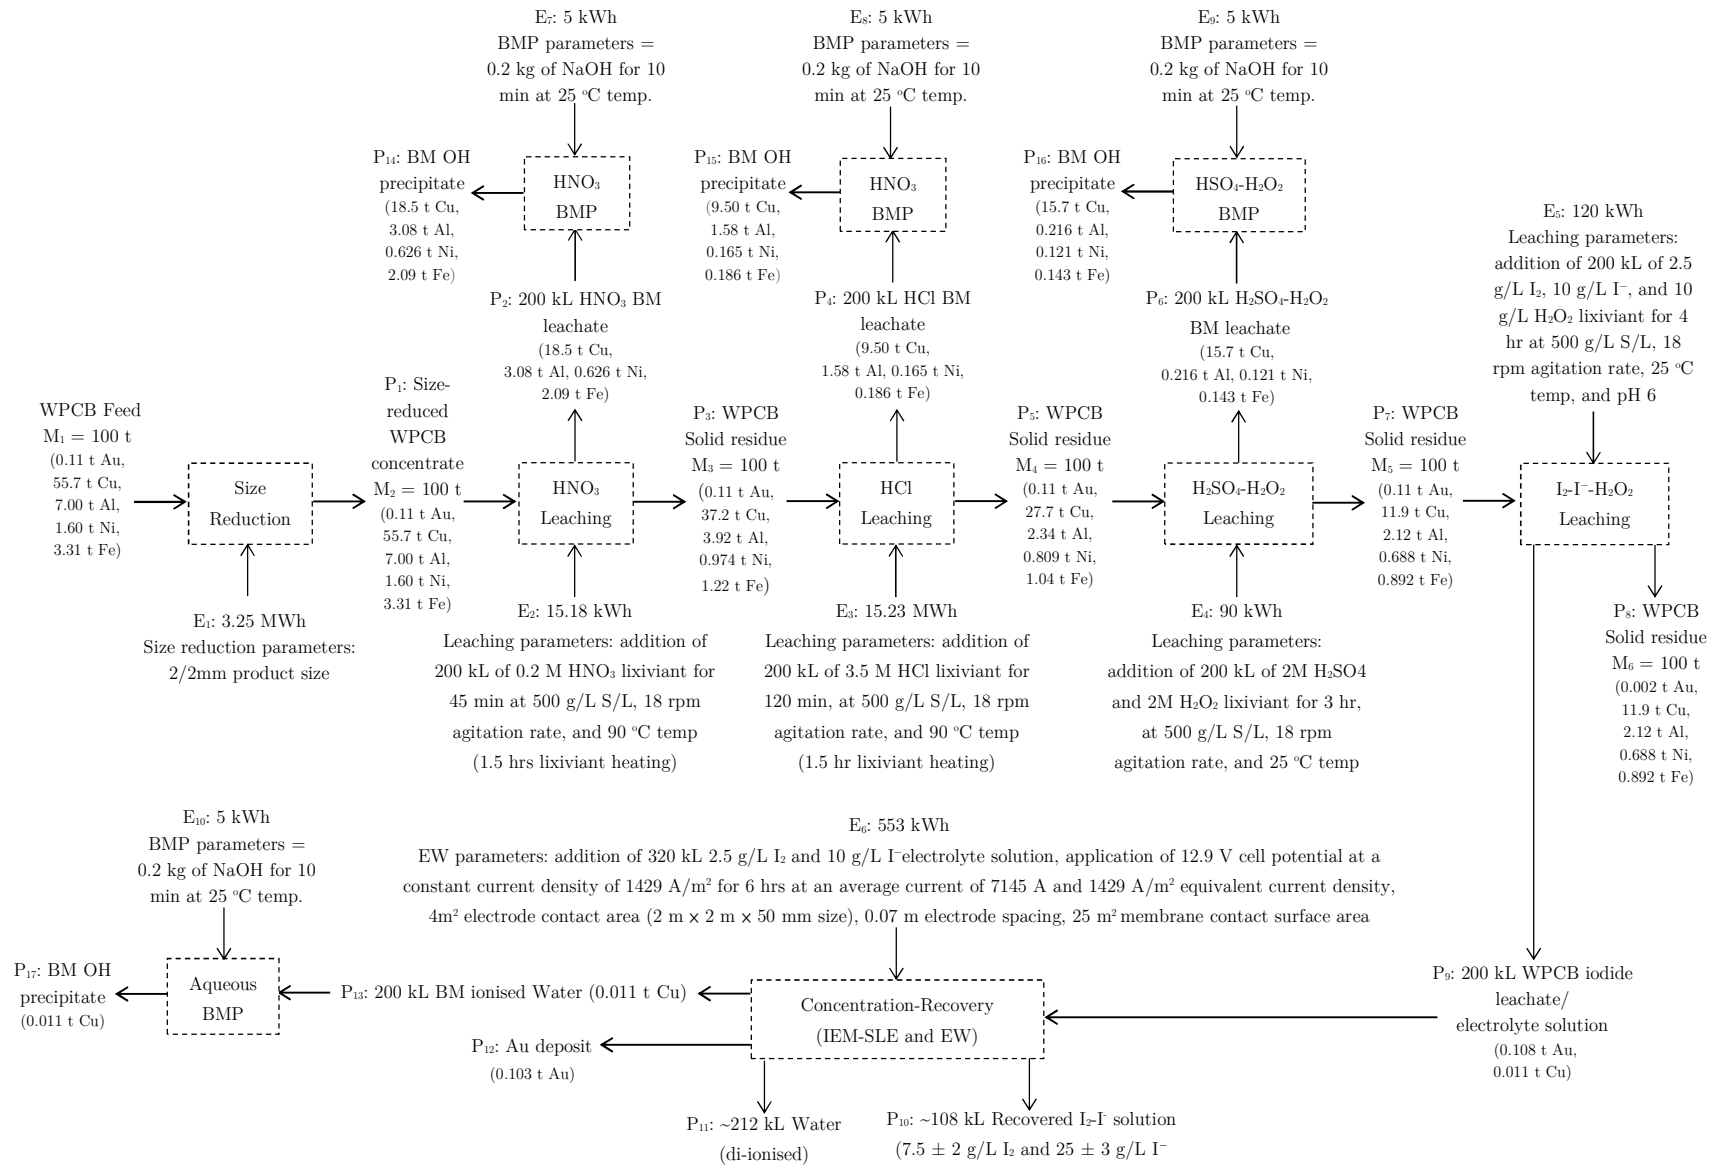 E₇: 5 kWh
BMP parameters =
0.2 kg of NaOH for 10
min at 25 ºC temp.
E₈: 5 kWh
BMP parameters =
0.2 kg of NaOH for 10
min at 25 ºC temp.
E₉: 5 kWh
BMP parameters =
0.2 kg of NaOH for 10
min at 25 ºC temp.
P₁₄: BM OH
precipitate
(18.5 t Cu,
3.08 t Al,
0.626 t Ni,
2.09 t Fe)
HNO₃
BMP
P₁₅: BM OH
precipitate
(9.50 t Cu,
1.58 t Al,
0.165 t Ni,
0.186 t Fe)
HNO₃
BMP
P₁₆: BM OH
precipitate
(15.7 t Cu,
0.216 t Al,
0.121 t Ni,
0.143 t Fe)
HSO₄-H₂O₂
BMP
E₅: 120 kWh
Leaching parameters:
addition of 200 kL of 2.5
g/L I₂, 10 g/L I⁻, and 10
g/L H₂O₂ lixiviant for 4
hr at 500 g/L S/L, 18
rpm agitation rate, 25 ºC
temp, and pH 6
P₂: 200 kL HNO₃ BM
leachate
(18.5 t Cu,
3.08 t Al, 0.626 t Ni,
2.09 t Fe)
P₄: 200 kL HCl BM
leachate
(9.50 t Cu,
1.58 t Al, 0.165 t Ni,
0.186 t Fe)
P₆: 200 kL H₂SO₄-H₂O₂
BM leachate
(15.7 t Cu,
0.216 t Al, 0.121 t Ni,
0.143 t Fe)
WPCB Feed
M₁ = 100 t
(0.11 t Au,
55.7 t Cu,
7.00 t Al,
1.60 t Ni,
3.31 t Fe)
Size
Reduction
P₁: Size-
reduced
WPCB
concentrate
M₂ = 100 t
(0.11 t Au,
55.7 t Cu,
7.00 t Al,
1.60 t Ni,
3.31 t Fe)
HNO₃
Leaching
P₃: WPCB
Solid residue
M₃ = 100 t
(0.11 t Au,
37.2 t Cu,
3.92 t Al,
0.974 t Ni,
1.22 t Fe)
HCl
Leaching
P₅: WPCB
Solid residue
M₄ = 100 t
(0.11 t Au,
27.7 t Cu,
2.34 t Al,
0.809 t Ni,
1.04 t Fe)
H₂SO₄-H₂O₂
Leaching
P₇: WPCB
Solid residue
M₅ = 100 t
(0.11 t Au,
11.9 t Cu,
2.12 t Al,
0.688 t Ni,
0.892 t Fe)
I₂-I⁻-H₂O₂
Leaching
E₁: 3.25 MWh
Size reduction parameters:
2/2mm product size
E₂: 15.18 kWh
Leaching parameters: addition of
200 kL of 0.2 M HNO₃ lixiviant for
45 min at 500 g/L S/L, 18 rpm
agitation rate, and 90 ºC temp
(1.5 hrs lixiviant heating)
E₃: 15.23 MWh
Leaching parameters: addition of
200 kL of 3.5 M HCl lixiviant for
120 min, at 500 g/L S/L, 18 rpm
agitation rate, and 90 ºC temp
(1.5 hr lixiviant heating)
E₄: 90 kWh
Leaching parameters:
addition of 200 kL of 2M H₂SO4
and 2M H₂O₂ lixiviant for 3 hr,
at 500 g/L S/L, 18 rpm
agitation rate, and 25 ºC temp
P₈: WPCB
Solid residue
M₆ = 100 t
(0.002 t Au,
11.9 t Cu,
2.12 t Al,
0.688 t Ni,
0.892 t Fe)
E₁₀: 5 kWh
BMP parameters =
0.2 kg of NaOH for 10
min at 25 ºC temp.
E₆: 553 kWh
EW parameters: addition of 320 kL 2.5 g/L I₂ and 10 g/L I⁻electrolyte solution, application of 12.9 V cell potential at a
constant current density of 1429 A/m² for 6 hrs at an average current of 7145 A and 1429 A/m² equivalent current density,
4m² electrode contact area (2 m × 2 m × 50 mm size), 0.07 m electrode spacing, 25 m² membrane contact surface area
P₁₇: BM OH
precipitate
(0.011 t Cu)
Aqueous
BMP
P₁₃: 200 kL BM ionised Water (0.011 t Cu)
Concentration-Recovery
(IEM-SLE and EW)
P₉: 200 kL WPCB iodide
leachate/
electrolyte solution
(0.108 t Au,
0.011 t Cu)
P₁₂: Au deposit
(0.103 t Au)
P₁₁: ~212 kL Water
(di-ionised)
P₁₀: ~108 kL Recovered I₂-I⁻ solution
(7.5 ± 2 g/L I₂ and 25 ± 3 g/L I⁻